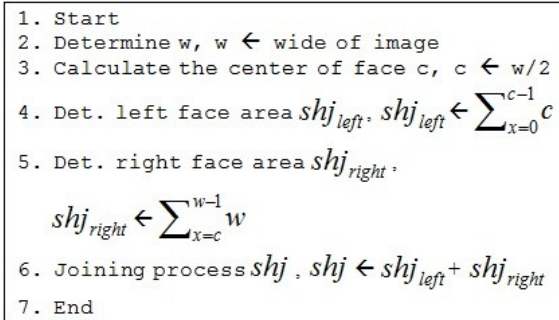 1. Start
2. Determine w, w ← wide of image
3. Calculate the center of face c, c ← w/2
4. Det. left face area shj_left, shj_left ← ∑_{x=0}^{c-1} c
5. Det. right face area shj_right,
shj_right ← ∑_{x=c}^{w-1} w
6. Joining process shj, shj ← shj_left + shj_right
7. End